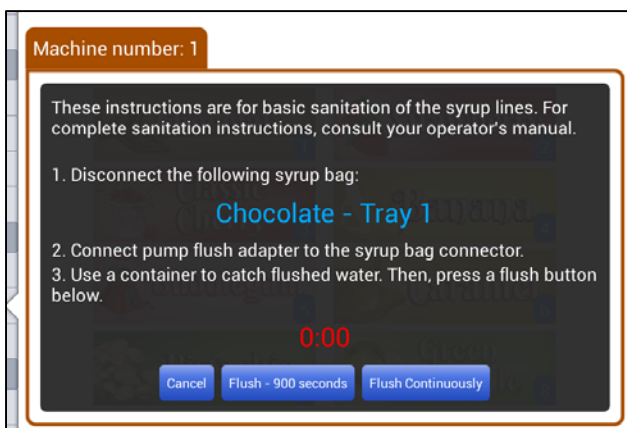 Machine number: 1
These instructions are for basic sanitation of the syrup lines. For
complete sanitation instructions, consult your operator's manual.
1. Disconnect the following syrup bag:
Chocolate - Tray 1
2. Connect pump flush adapter to the syrup bag connector.
3. Use a container to catch flushed water. Then, press a flush button
below.
0:00
Cancel Flush - 900 seconds Flush Continuously